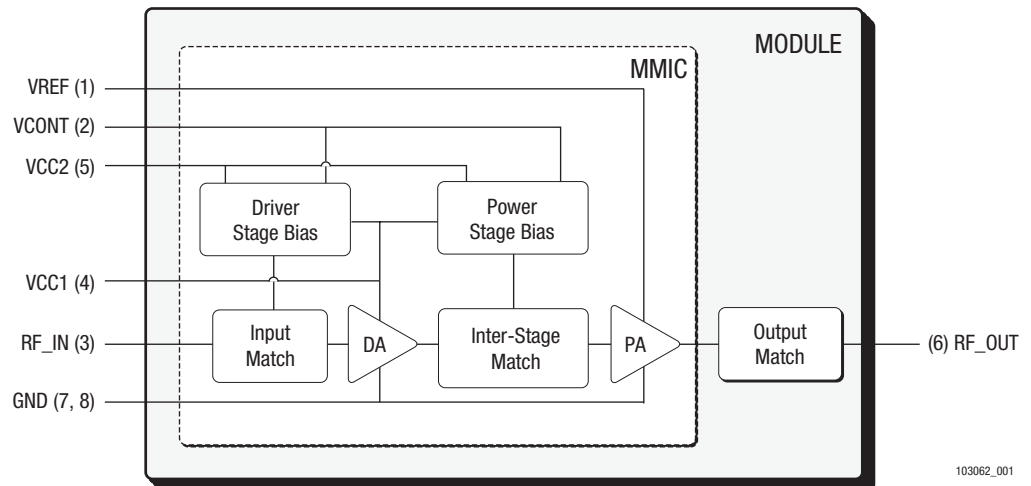 MODULE
MMIC
VREF (1)
VCONT (2)
VCC2 (5)
Driver
Stage Bias
Power
Stage Bias
VCC1 (4)
RF_IN (3)
Input
Match
DA
Inter-Stage
Match
PA
Output
Match
(6) RF_OUT
GND (7, 8)
103062_001